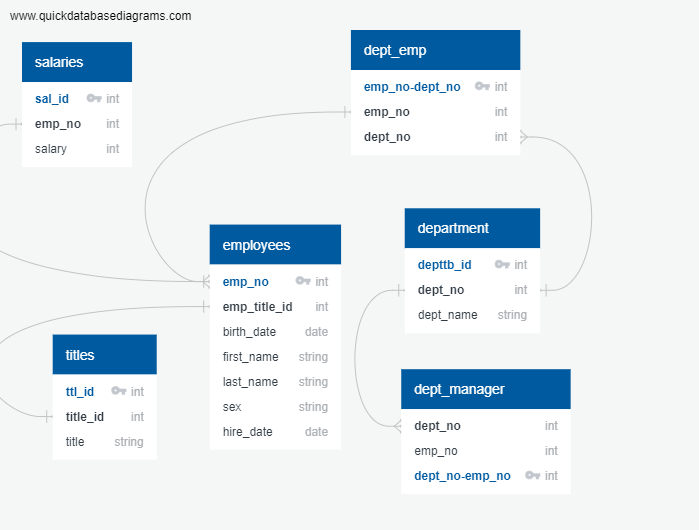 www.quickdatabasediagrams.com
salaries
sal_id int
emp_no int
salary int
dept_emp
emp_no-dept_no int
emp_no int
dept_no int
employees
emp_no int
emp_title_id int
birth_date date
first_name string
last_name string
sex string
hire_date date
department
depttb_id int
dept_no int
dept_name string
titles
ttl_id int
title_id int
title string
dept_manager
dept_no int
emp_no int
dept_no-emp_no int